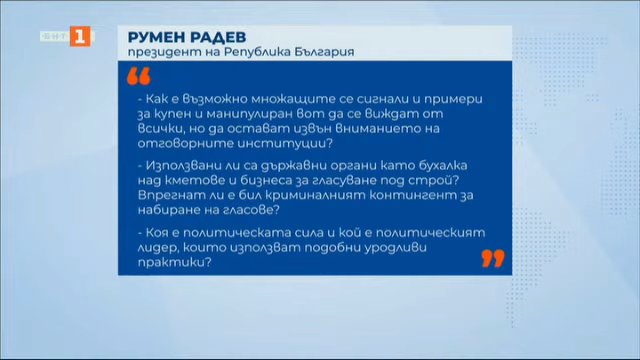 БНТ 1
РУМЕН РАДЕВ
президент на Република България
- Как е възможно множащите се сигнали и примери
за купен и манипулиран вот да се виждат от
всички, но да остават извън вниманието на
отговорните институции?
- Използвани ли са държавни органи като бухалка
над кметове и бизнеса за гласуване под строй?
Впрегнат ли е бил криминалният контингент за
набиране на гласове?
- Коя е политическата сила и кой е политическият
лидер, които използват подобни уродливи
практики?